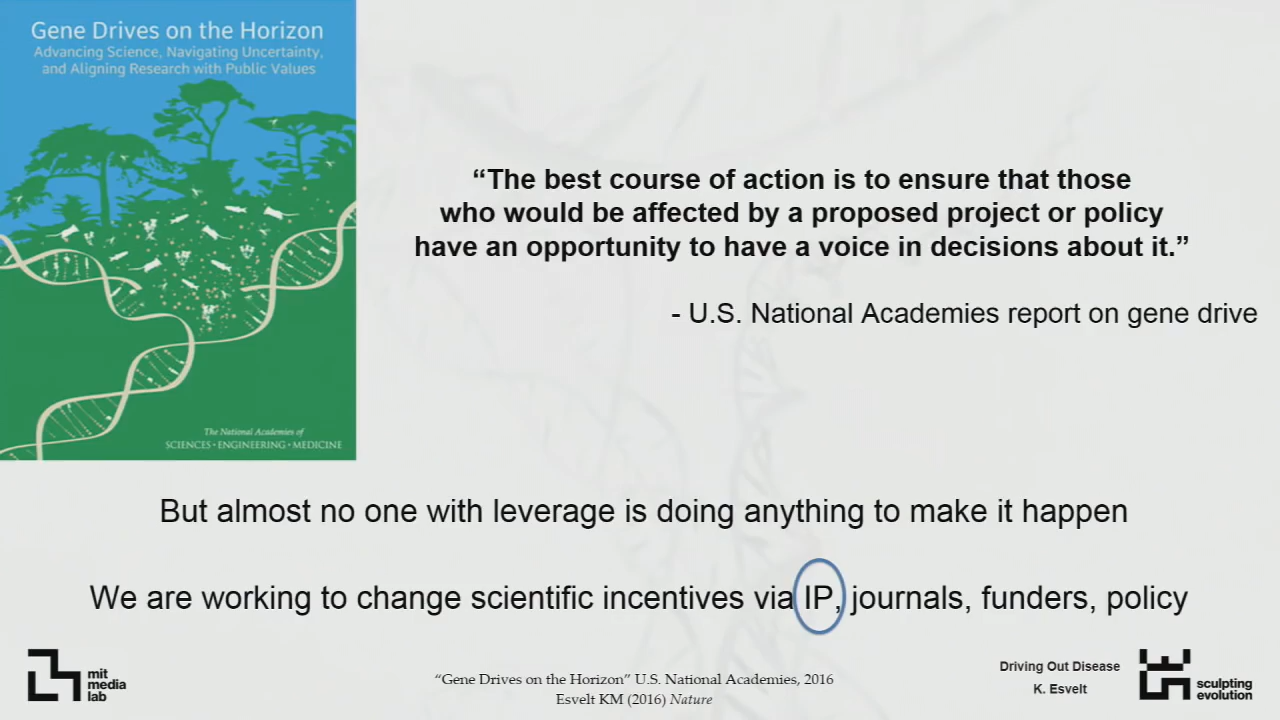 Gene Drives on the Horizon
Advancing Science, Navigating Uncertainty,
and Aligning Research with Public Values
The National Academies of
SCIENCES • ENGINEERING • MEDICINE
“The best course of action is to ensure that those
who would be affected by a proposed project or policy
have an opportunity to have a voice in decisions about it.”
- U.S. National Academies report on gene drive
But almost no one with leverage is doing anything to make it happen
We are working to change scientific incentives via IP, journals, funders, policy
mit
media
lab
“Gene Drives on the Horizon” U.S. National Academies, 2016
Esvelt KM (2016) Nature
Driving Out Disease
K. Esvelt
sculpting
evolution